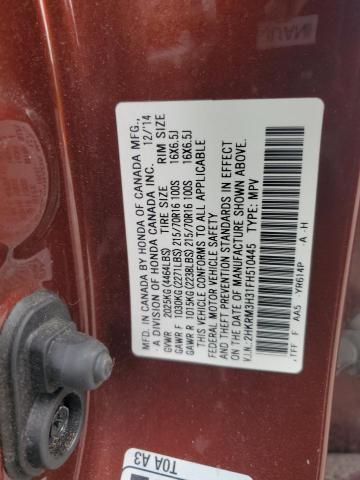 MFD. IN CANADA BY HONDA OF CANADA MFG.,
A DIVISION OF HONDA CANADA INC. 12/'14
TIRE SIZE RIM SIZE
GVWR 2025KG(4464LBS)
GAWR F 1030KG(2271LBS) 215/70R16 100S 16X6.5J
GAWR R 1015KG(2238LBS) 215/70R16 100S 16X6.5J
THIS VEHICLE CONFORMS TO ALL APPLICABLE
FEDERAL MOTOR VEHICLE SAFETY
AND THEFT PREVENTION STANDARDS IN EFFECT
ON THE DATE OF MANUFACTURE SHOWN ABOVE.
V.I.N.:2HKRM3H31FH510445 TYPE: MPV
TFF F AA5 YR614P -A -H
T0A A3